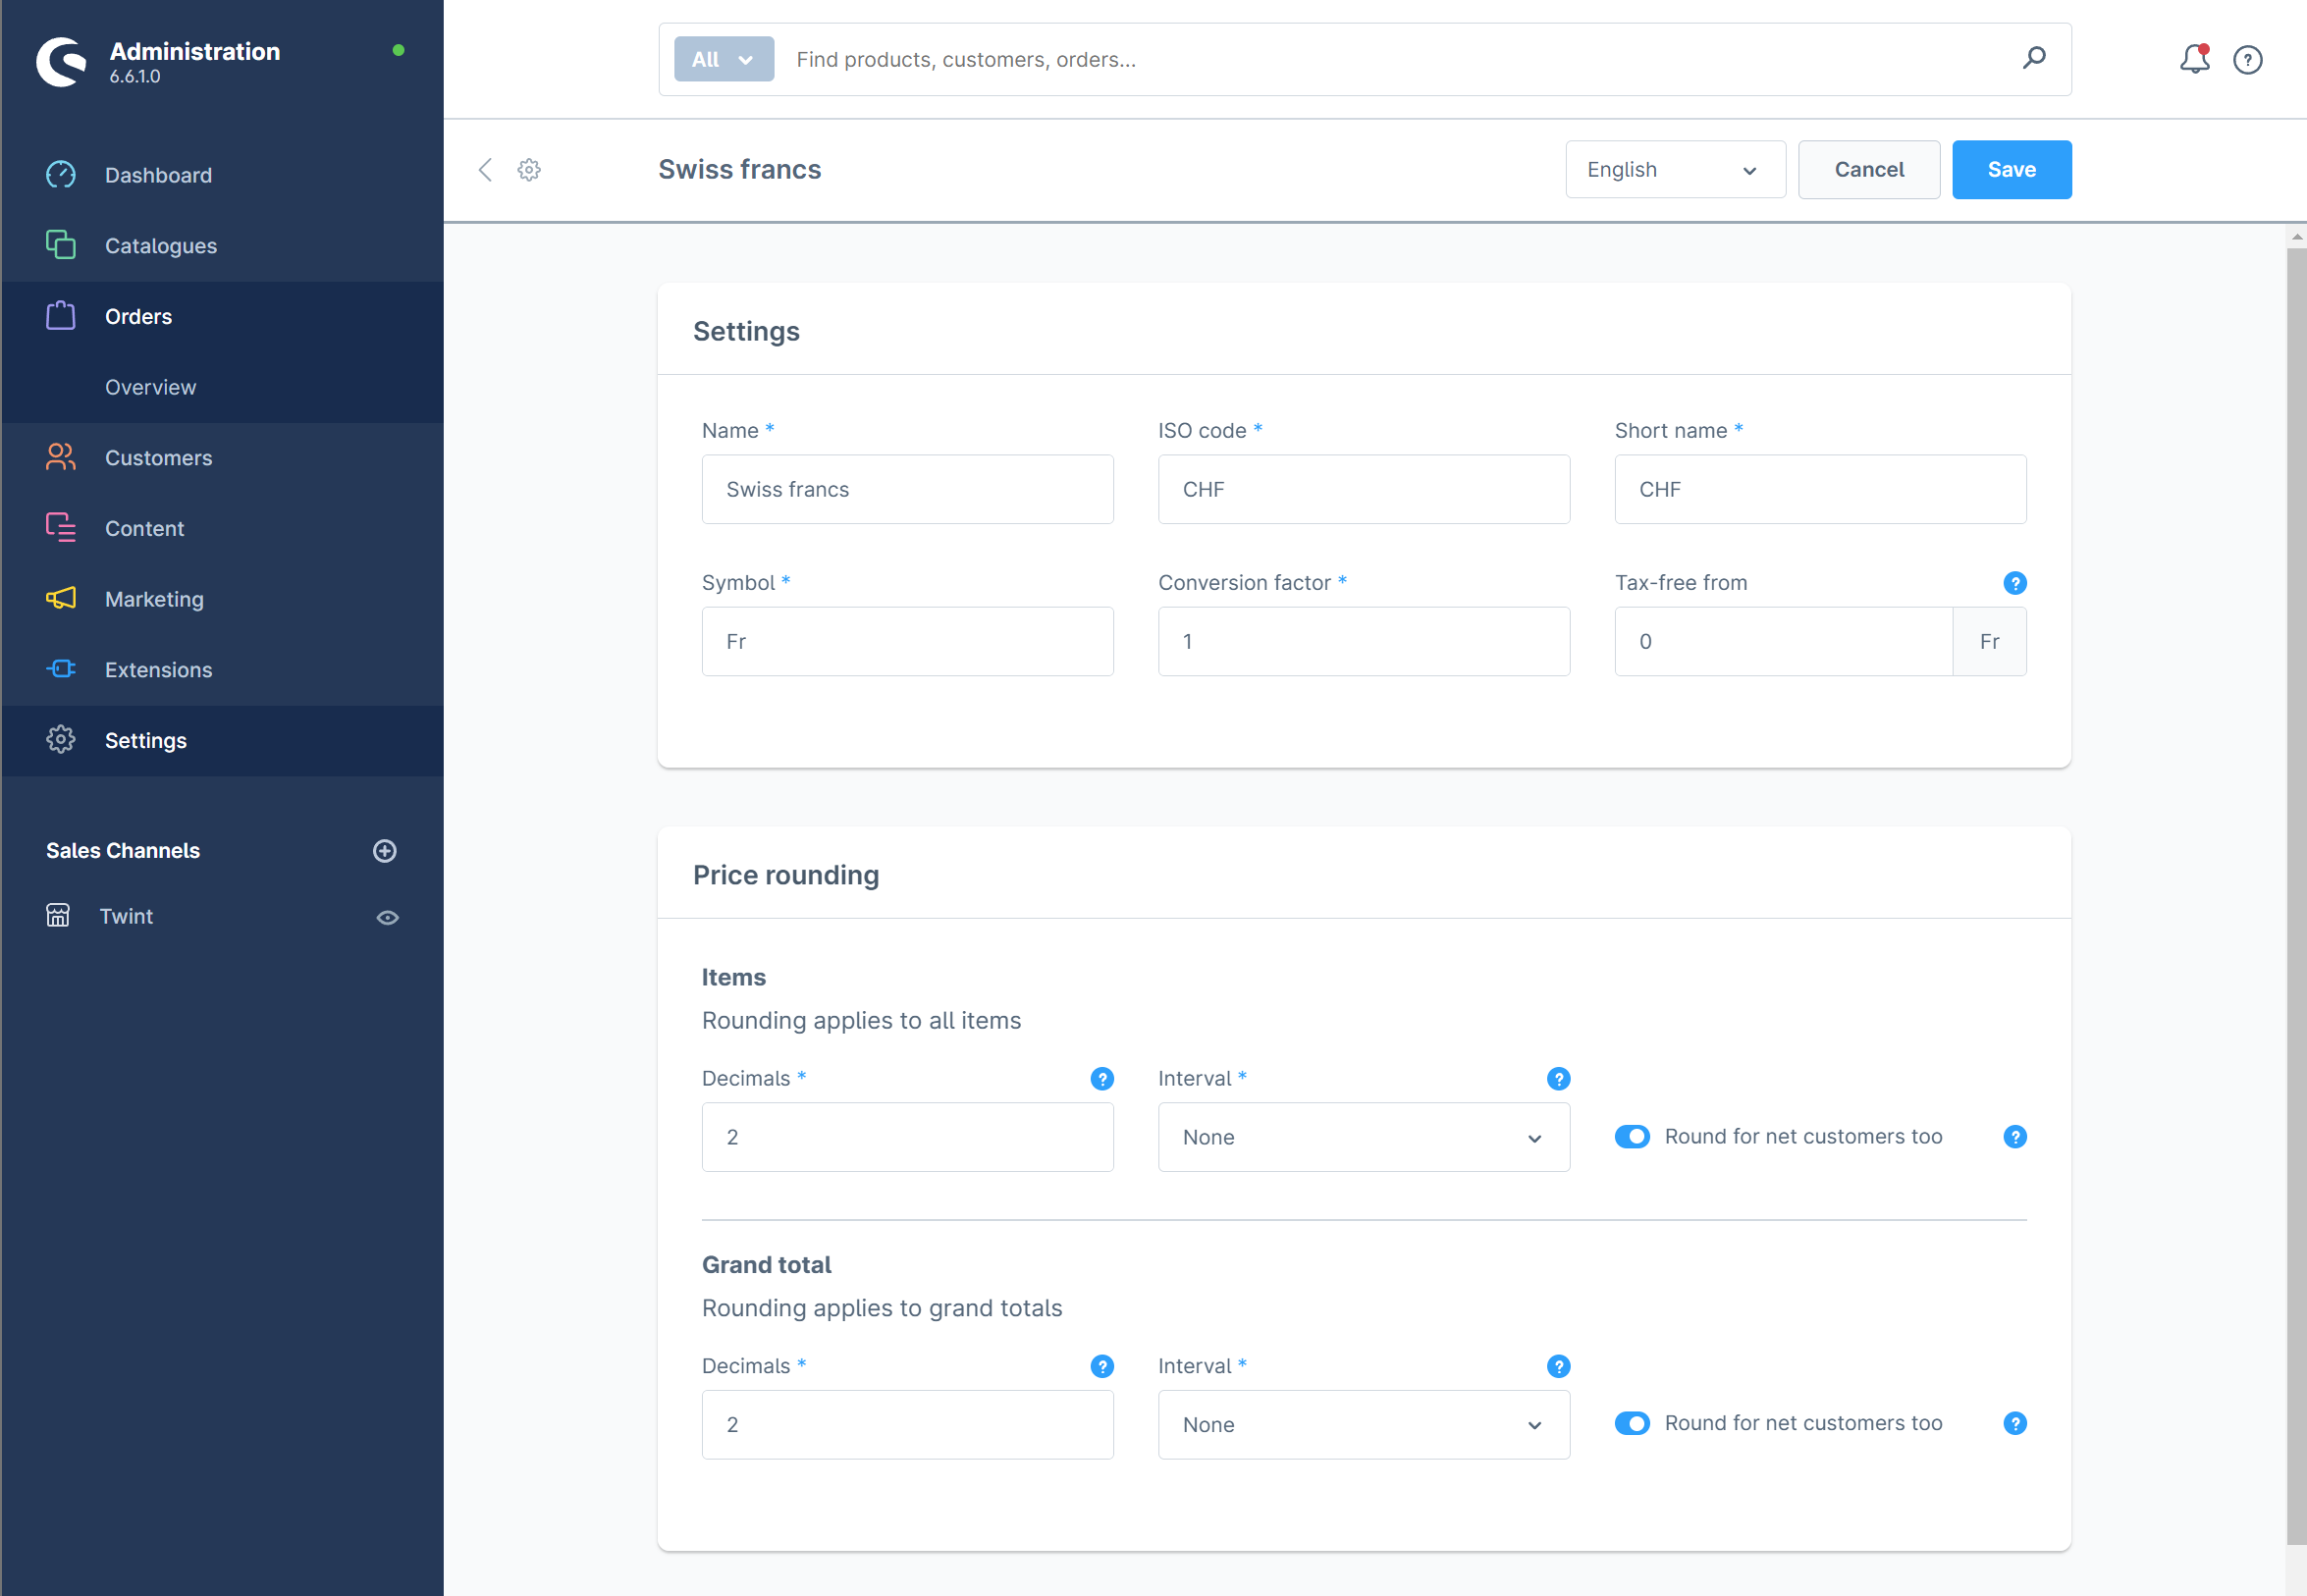 Administration
6.6.1.0
All
Find products, customers, orders...
Dashboard
Catalogues
Orders
Overview
Customers
Content
Marketing
Extensions
Settings
Sales Channels
Twint
Swiss francs
English
Cancel
Save
Settings
Name *
ISO code *
Short name *
Swiss francs
CHF
CHF
Symbol *
Conversion factor *
Tax-free from
?
Fr
1
0
Fr
Price rounding
Items
Rounding applies to all items
Decimals *
?
Interval *
?
2
None
Round for net customers too
?
Grand total
Rounding applies to grand totals
Decimals *
?
Interval *
?
2
None
Round for net customers too
?